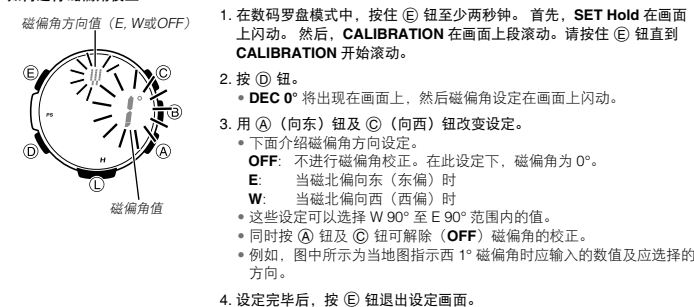 磁偏角方向值（E, W或OFF）
E
C
B
D
A
L
PS
H
磁偏角值
1. 在数码罗盘模式中，按住 Ⓔ 钮至少两秒钟。 首先，SET Hold 在画面
上闪动。 然后，CALIBRATION 在画面上段滚动。请按住 Ⓔ 钮直到
CALIBRATION 开始滚动。
2. 按 Ⓓ 钮。
• DEC 0° 将出现在画面上，然后磁偏角设定在画面上闪动。
3. 用 Ⓐ（向东）钮及 Ⓒ（向西）钮改变设定。
• 下面介绍磁偏角方向设定。
OFF: 不进行磁偏角校正。在此设定下，磁偏角为 0°。
E: 当磁北偏向东（东偏）时
W: 当磁北偏向西（西偏）时
• 这些设定可以选择 W 90° 至 E 90° 范围内的值。
• 同时按 Ⓐ 钮及 Ⓒ 钮可解除（OFF）磁偏角的校正。
• 例如，图中所示为当地图指示西 1° 磁偏角时应输入的数值及应选择的
方向。
4. 设定完毕后，按 Ⓔ 钮退出设定画面。